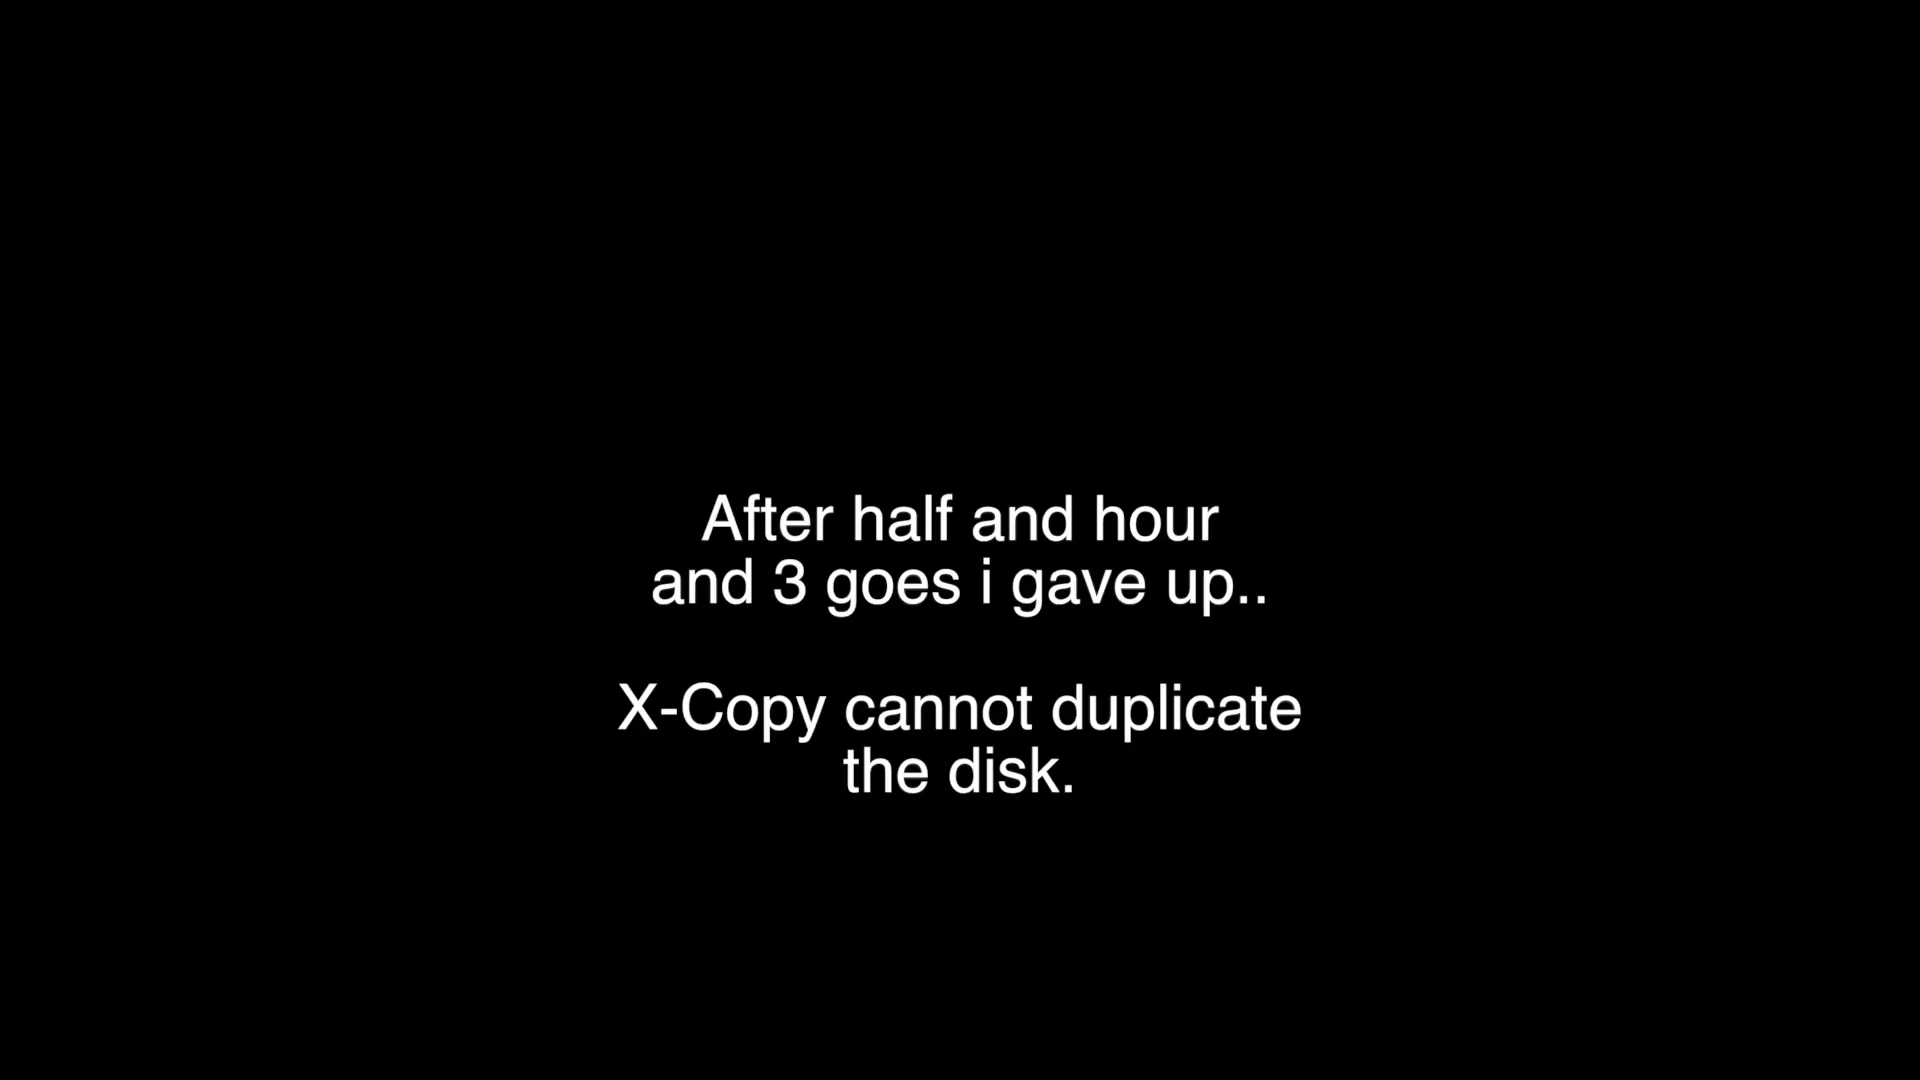 After half and hour
and 3 goes i gave up..
X-Copy cannot duplicate
the disk.